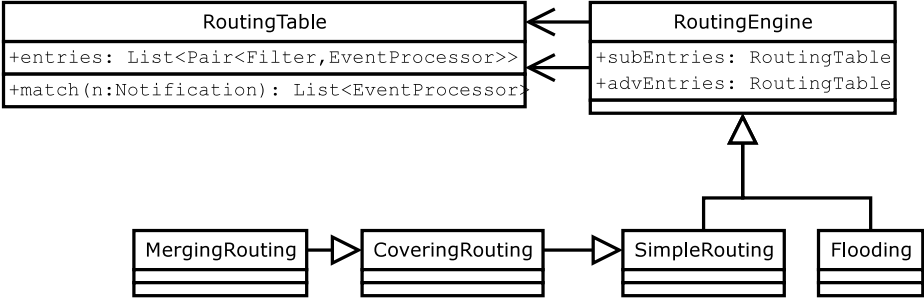 RoutingTable
+entries: List<Pair<Filter,EventProcessor>>
+match(n:Notification): List<EventProcessor>
RoutingEngine
+subEntries: RoutingTable
+advEntries: RoutingTable
MergingRouting
CoveringRouting
SimpleRouting
Flooding